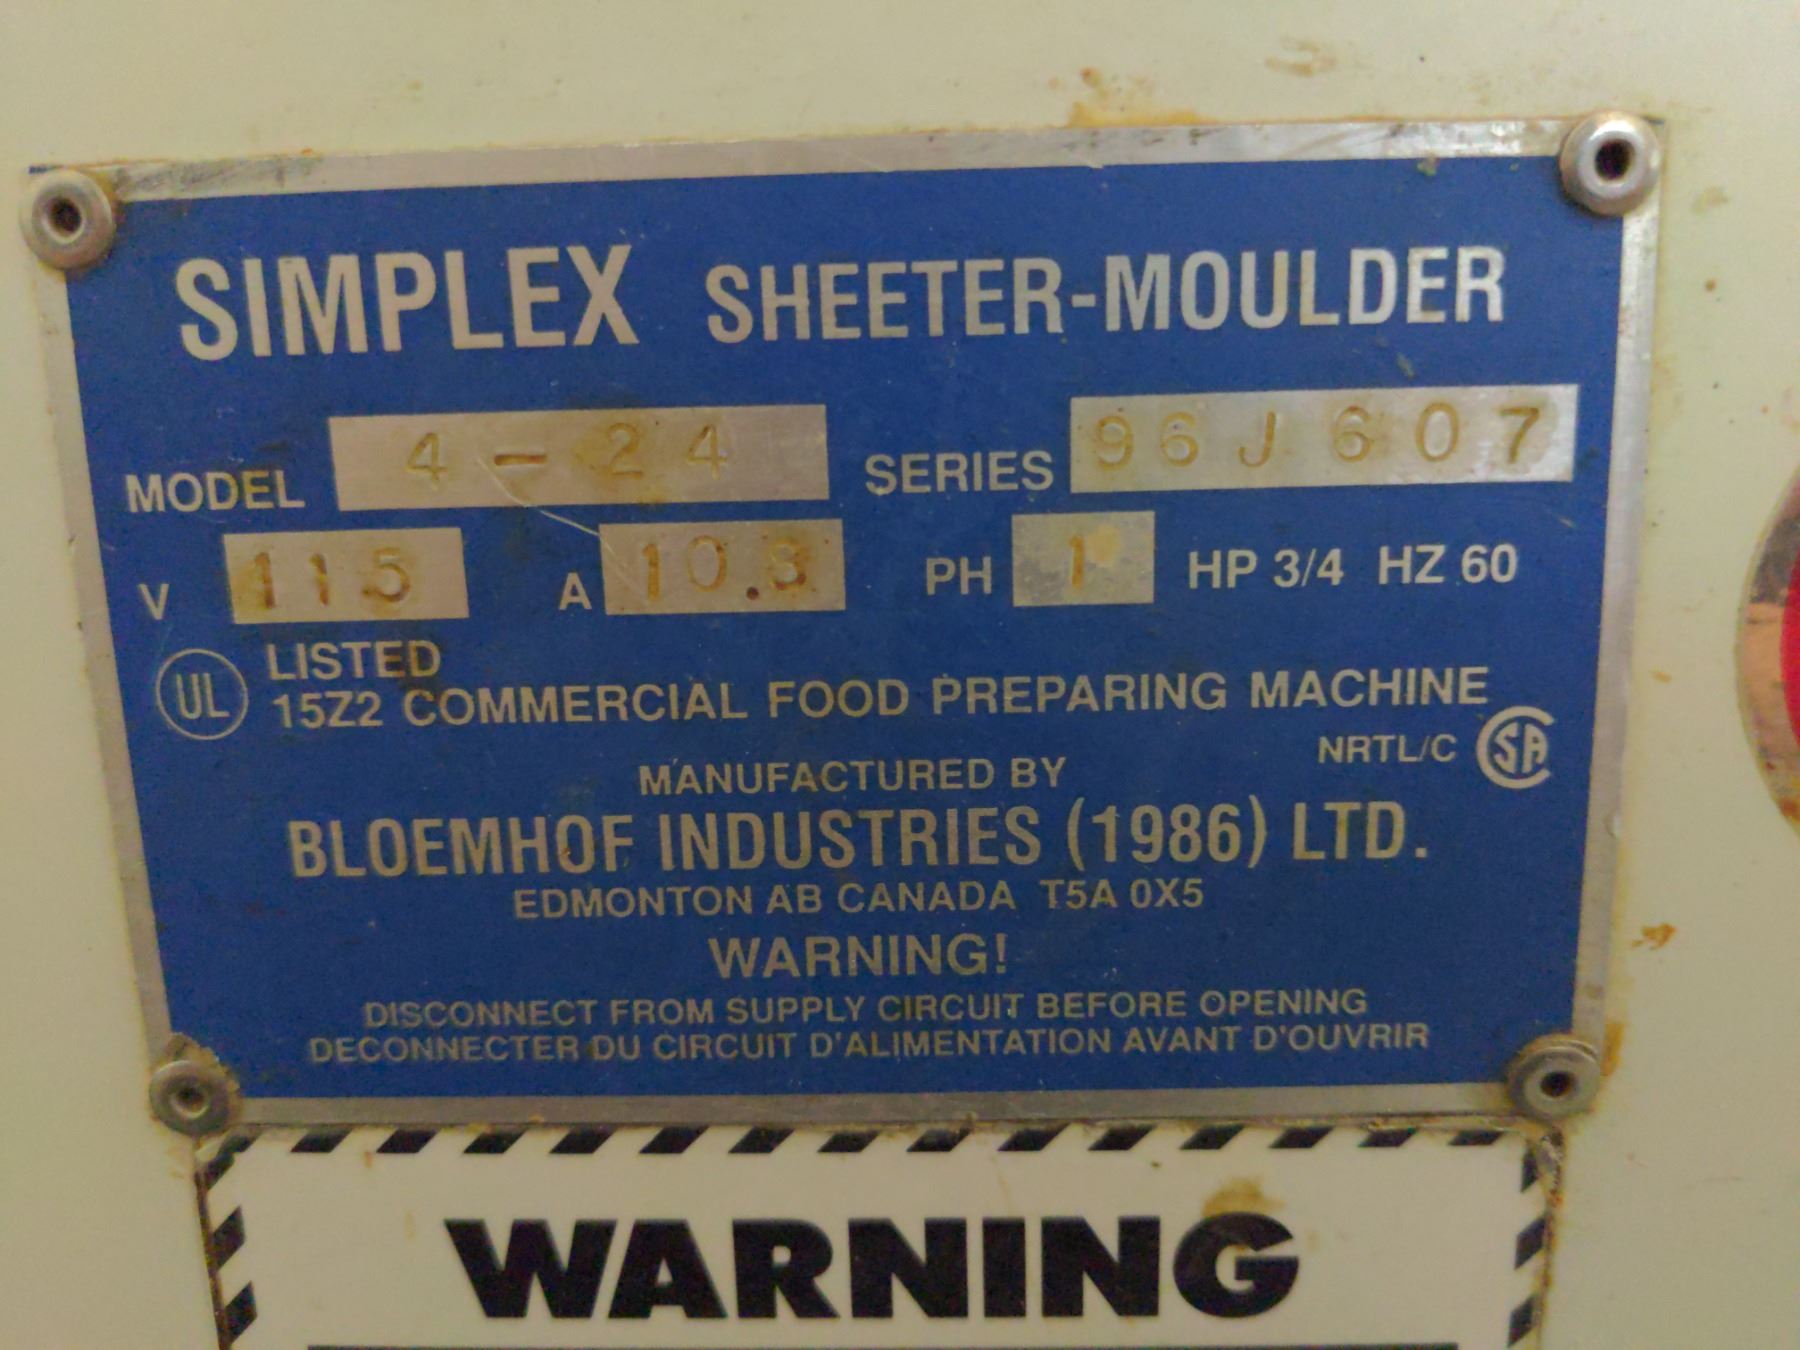 SIMPLEX SHEETER-MOULDER
MODEL 4-24 SERIES 96J607
V 115 A 10.8 PH 1 HP 3/4 HZ 60
UL LISTED
15Z2 COMMERCIAL FOOD PREPARING MACHINE
NRTL/C SA
MANUFACTURED BY
BLOEMHOF INDUSTRIES (1986) LTD.
EDMONTON AB CANADA T5A 0X5
WARNING!
DISCONNECT FROM SUPPLY CIRCUIT BEFORE OPENING
DECONNECTER DU CIRCUIT D'ALIMENTATION AVANT D'OUVRIR
WARNING